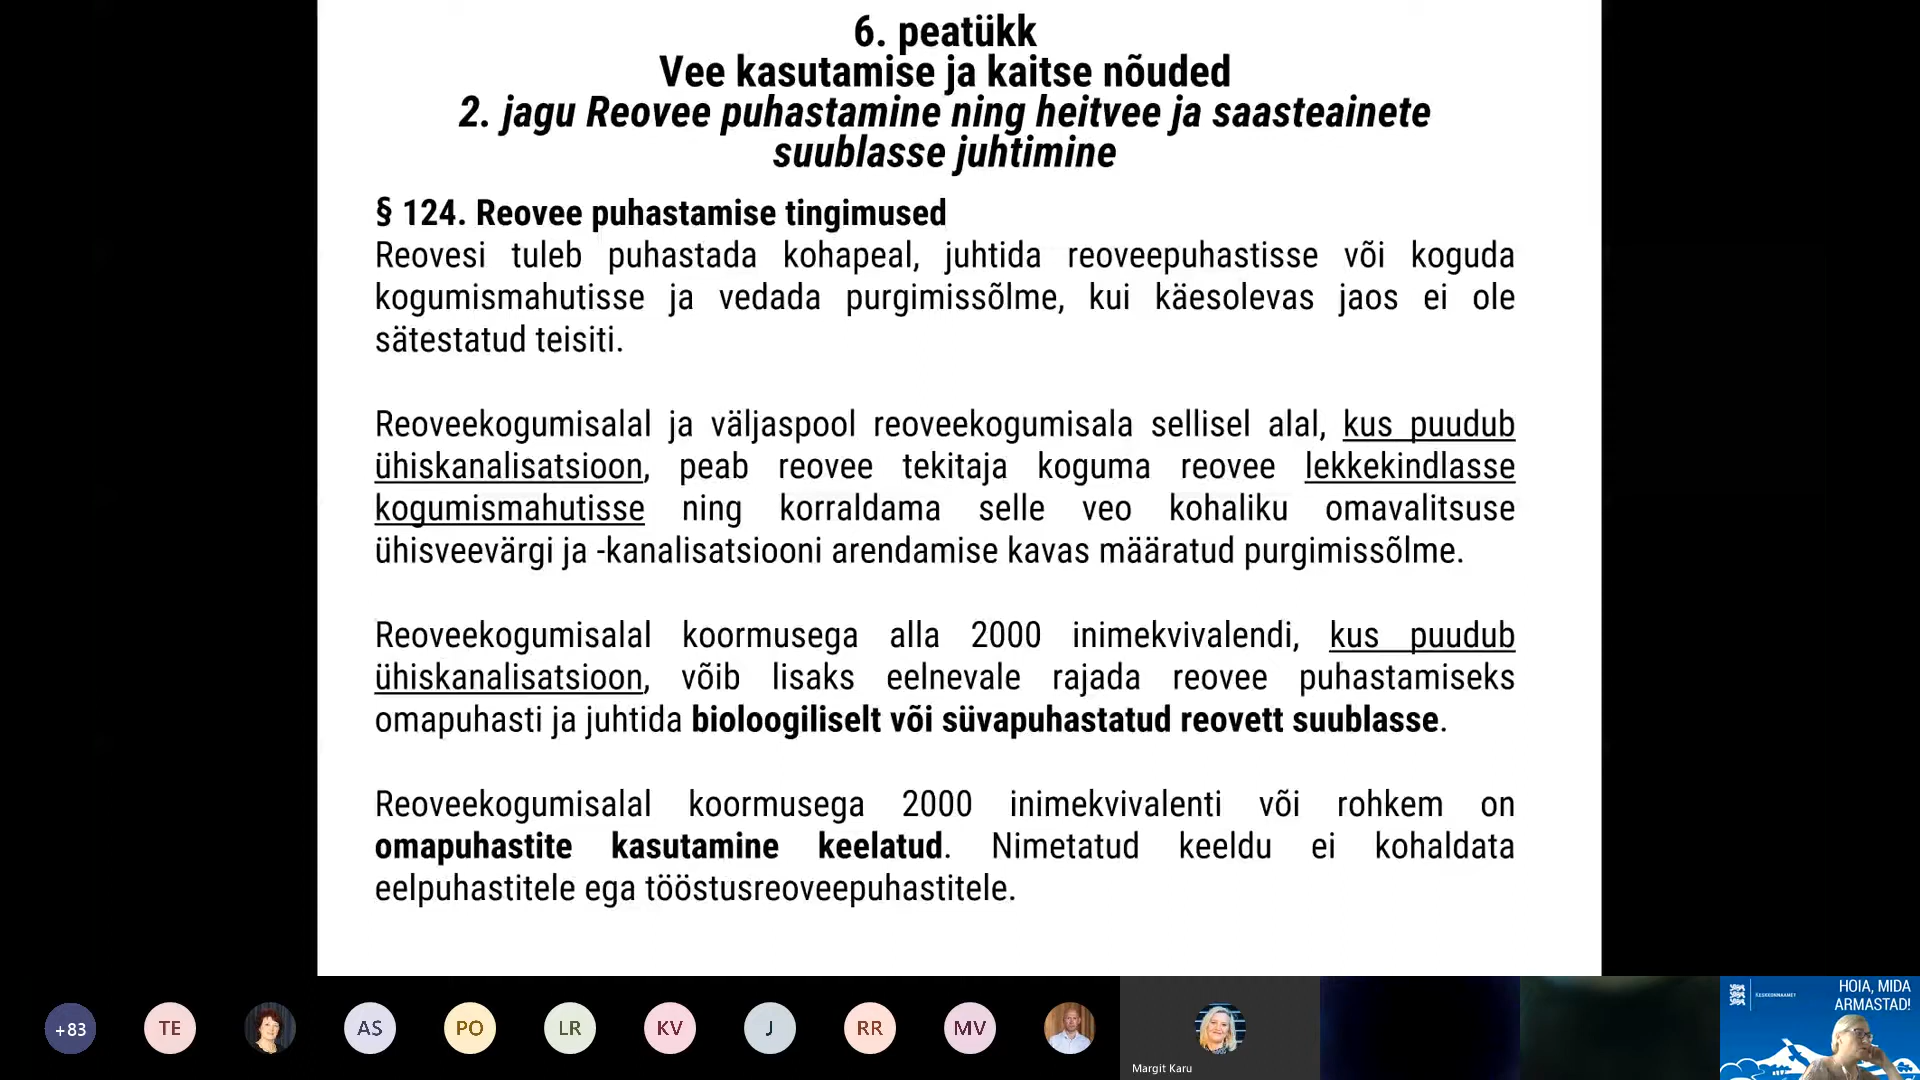 6. peatükk
Vee kasutamise ja kaitse nõuded
2. jagu Reovee puhastamine ning heitvee ja saasteainete
suublasse juhtimine
§ 124. Reovee puhastamise tingimused
Reovesi tuleb puhastada kohapeal, juhtida reoveepuhastisse või koguda
kogumismahutisse ja vedada purgimissõlme, kui käesolevas jaos ei ole
sätestatud teisiti.
Reoveekogumisalal ja väljaspool reoveekogumisala sellisel alal, kus puudub
ühiskanalisatsioon, peab reovee tekitaja koguma reovee lekkekindlasse
kogumismahutisse ning korraldama selle veo kohaliku omavalitsuse
ühisveevärgi ja -kanalisatsiooni arendamise kavas määratud purgimissõlme.
Reoveekogumisalal koormusega alla 2000 inimekvivalendi, kus puudub
ühiskanalisatsioon, võib lisaks eelnevale rajada reovee puhastamiseks
omapuhasti ja juhtida bioloogiliselt või süvapuhastatud reovett suublasse.
Reoveekogumisalal koormusega 2000 inimekvivalenti või rohkem on
omapuhastite kasutamine keelatud. Nimetatud keeldu ei kohaldata
eelpuhastitele ega tööstusreoveepuhastitele.
+83
TE
AS
PO
LR
KV
J
RR
MV
Margit Karu
KESKKONNAAMET
HOIA, MIDA
ARMASTAD!